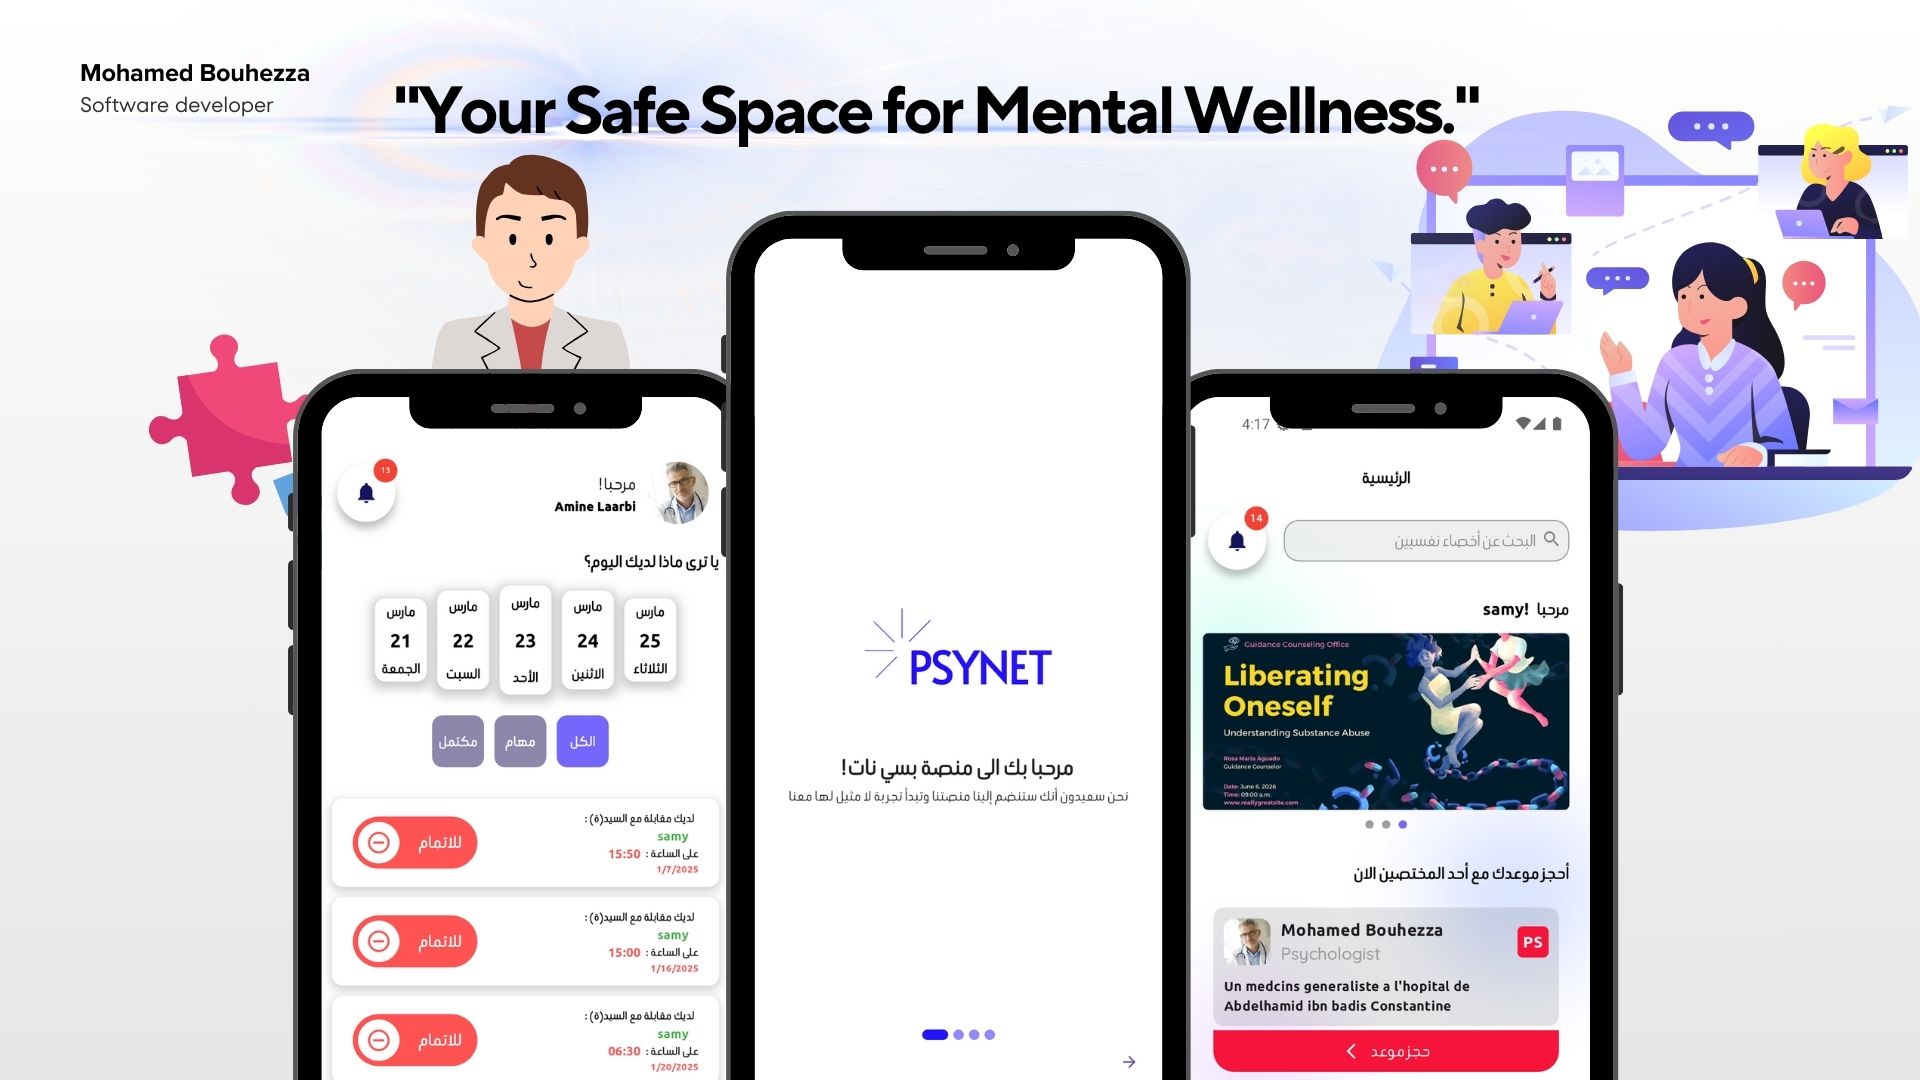 Mohamed Bouhezza
Software developer
"Your Safe Space for Mental Wellness."
13
مرحبا!
Amine Laarbi
يا ترى ماذا لديك اليوم؟
مارس مارس مارس مارس مارس
25 24 23 22 21
الثلاثاء الاثنين الأحد السبت الجمعة
الكل مهام مكتمل
لديك مقابلة مع السيد(ة) :
samy
على الساعة : 15:50
1/7/2025
للاتمام
لديك مقابلة مع السيد(ة) :
samy
على الساعة : 15:00
1/16/2025
للاتمام
لديك مقابلة مع السيد(ة) :
samy
على الساعة : 06:30
1/20/2025
للاتمام
PSYNET
مرحبا بك الى منصة بسي نات!
نحن سعيدون أنك ستنضم إلينا منصتنا وتبدأ تجربة لا مثيل لها معنا
4:17
الرئيسية
14
البحث عن أخصاء نفسيين
مرحبا samy!
Guidance Counseling Office
Liberating
Oneself
Understanding Substance Abuse
Rosa Maria Aguado
Guidance Counselor
Date: June 6, 2026
Time: 09:00 a.m.
www.reallygreatsite.com
أحجز موعدك مع أحد المختصين الان
Mohamed Bouhezza
Psychologist
PS
Un medcins generaliste a l'hopital de
Abdelhamid ibn badis Constantine
حجز موعد